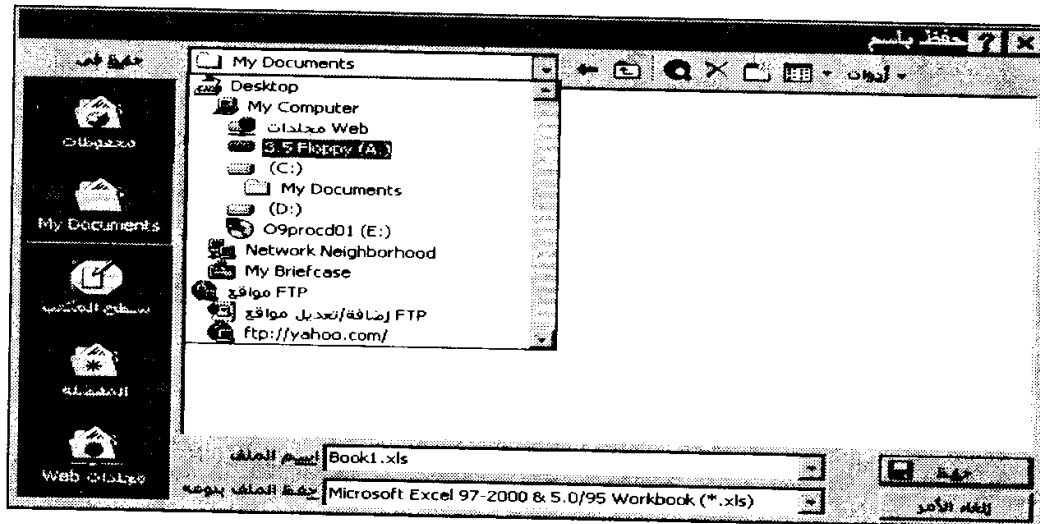 حفظ باسم
حفظ في
My Documents
أدوات
Desktop
My Computer
مجلدات Web
3.5 Floppy (A:)
(C:)
My Documents
(D:)
O9procd01 (E:)
Network Neighborhood
My Briefcase
مواقع FTP
إضافة/تعديل مواقع FTP
ftp://yahoo.com/
محفوظات
My Documents
سطح المكتب
المفضلة
مجلدات Web
اسم الملف
Book1.xls
حفظ
حفظ الملف بنوعه
Microsoft Excel 97-2000 & 5.0/95 Workbook (*.xls)
إلغاء الأمر